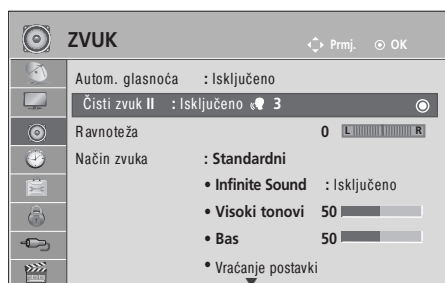 ZVUK Prmj. OK
Autom. glasnoća : Isključeno
Čisti zvuk II : Isključeno 3
Ravnoteža 0 L R
Način zvuka : Standardni
• Infinite Sound : Isključeno
• Visoki tonovi 50
• Bas 50
• Vraćanje postavki